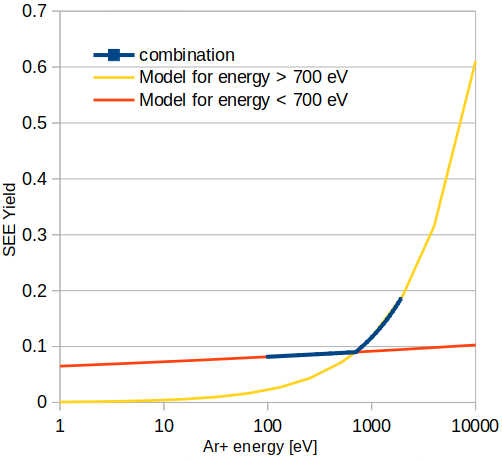 0.7
combination
Model for energy > 700 eV
Model for energy < 700 eV
0.6
0.5
0.4
SEE Yield
0.3
0.2
0.1
0
1 10 100 1000 10000
Ar+ energy [eV]